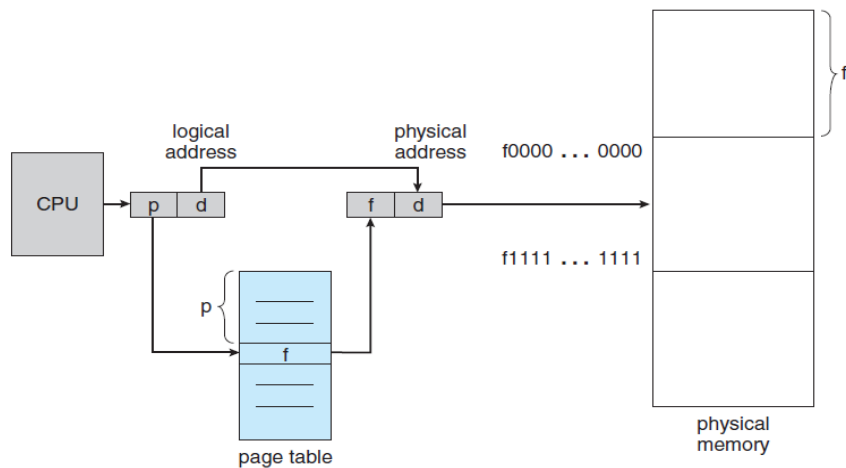 logical
address
physical
address
f0000 ... 0000
f
CPU
p d
f d
f1111 ... 1111
p
f
page table
physical
memory